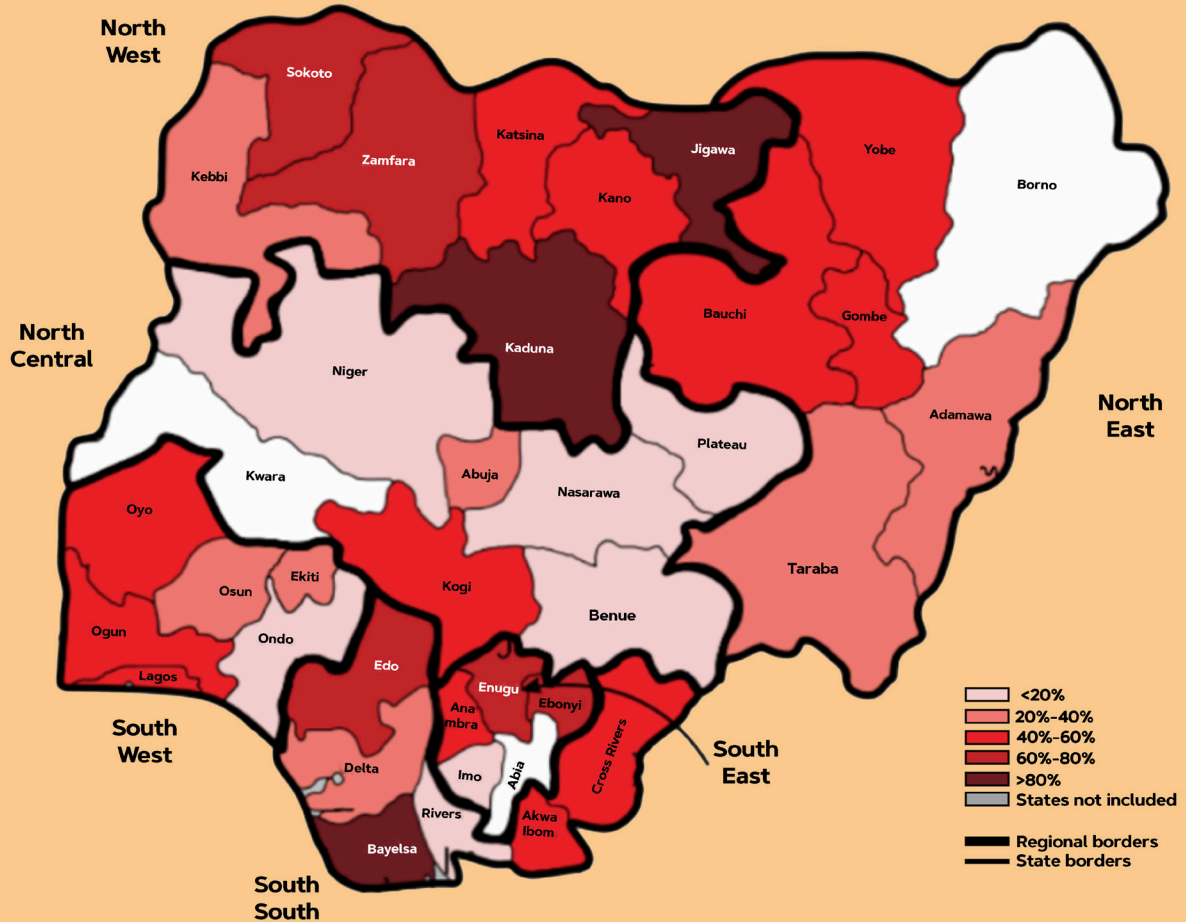 North
West
Sokoto
Katsina
Zamfara
Jigawa
Yobe
Kebbi
Kano
Borno
North
Central
Bauchi
Gombe
Kaduna
Niger
North
East
Adamawa
Plateau
Kwara
Abuja
Nasarawa
Oyo
Taraba
Osun
Ekiti
Kogi
Ogun
Ondo
Benue
Lagos
Edo
Enugu
Ebonyi
Ana
mbra
South
West
South
East
Cross Rivers
Delta
Imo
Abia
Rivers
Akwa
Ibom
Bayelsa
South
South
<20%
20%-40%
40%-60%
60%-80%
>80%
States not included
Regional borders
State borders